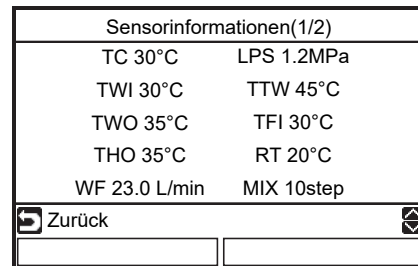 Sensorinformationen(1/2)
TC 30°C LPS 1.2MPa
TWI 30°C TTW 45°C
TWO 35°C TFI 30°C
THO 35°C RT 20°C
WF 23.0 L/min MIX 10step
Zurück